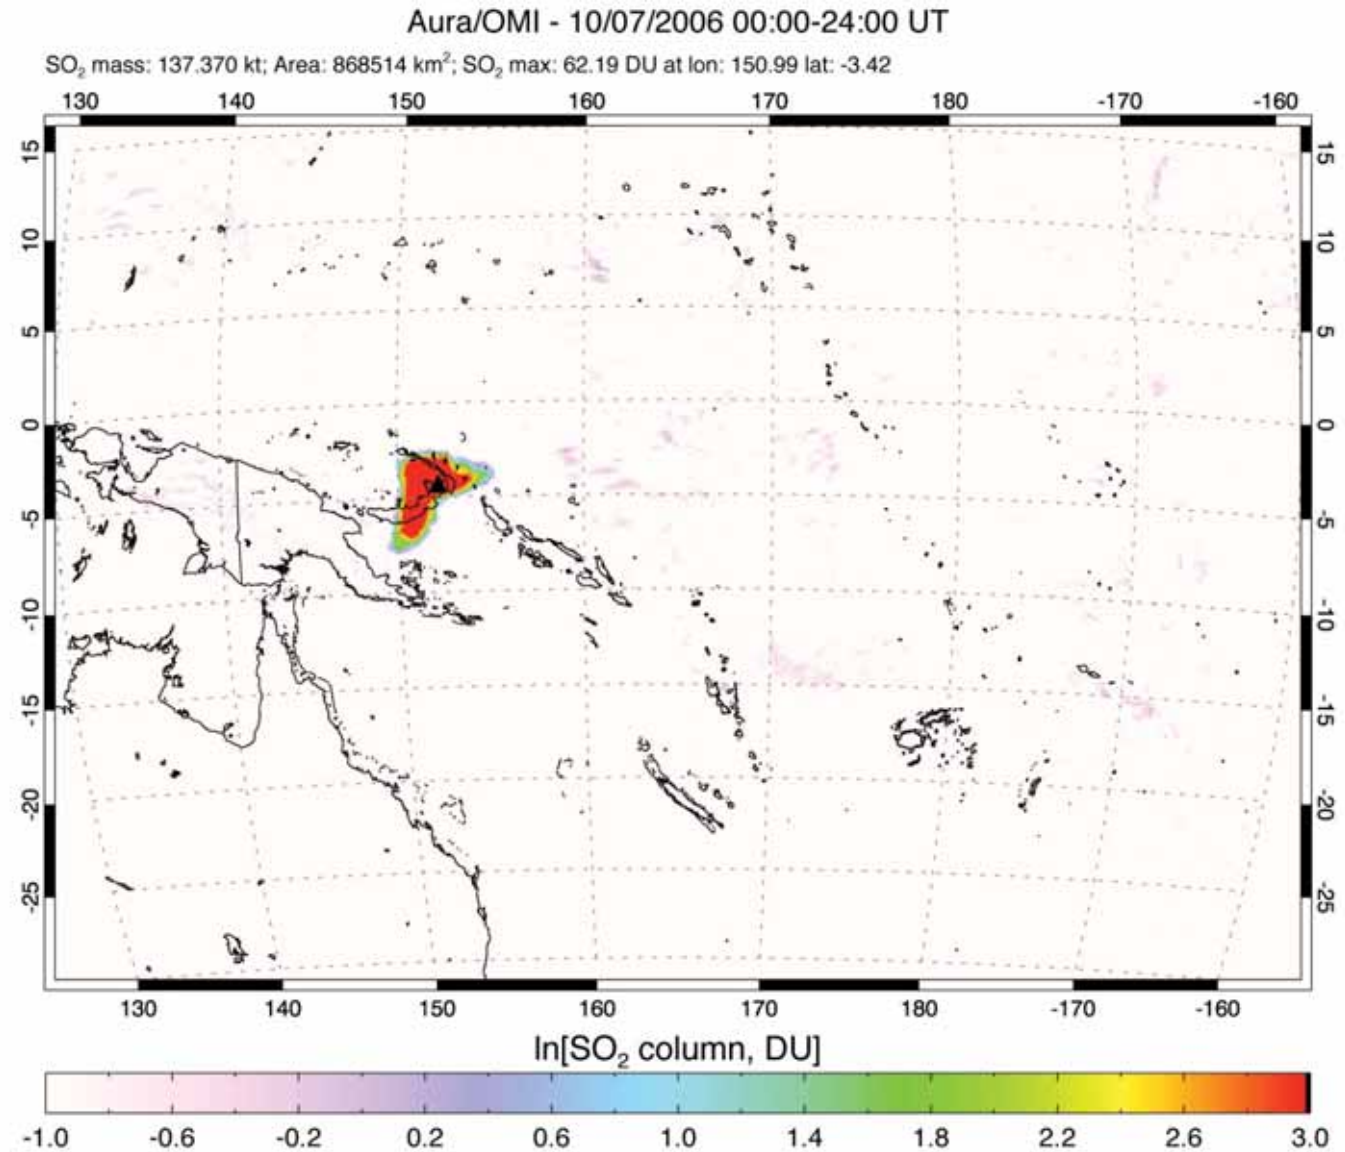 Aura/OMI - 10/07/2006 00:00-24:00 UT
SO₂ mass: 137.370 kt; Area: 868514 km²; SO₂ max: 62.19 DU at lon: 150.99 lat: -3.42
130 140 150 160 170 180 -170 -160
15 15
10 10
5 5
0 0
-5 -5
-10 -10
-15 -15
-20 -20
-25 -25
130 140 150 160 170 180 -170 -160
ln[SO₂ column, DU]
-1.0 -0.6 -0.2 0.2 0.6 1.0 1.4 1.8 2.2 2.6 3.0